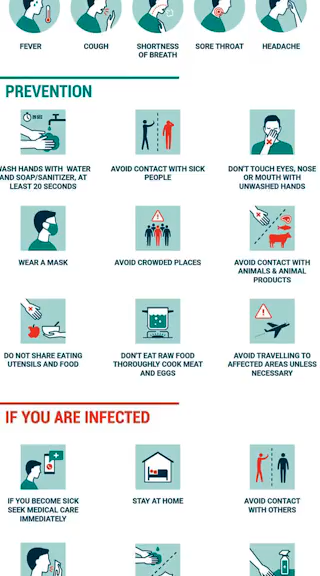 FEVER
COUGH
SHORTNESS
OF BREATH
SORE THROAT
HEADACHE
PREVENTION
WASH HANDS WITH WATER
AND SOAP/SANITIZER, AT
LEAST 20 SECONDS
AVOID CONTACT WITH SICK
PEOPLE
DON'T TOUCH EYES, NOSE
OR MOUTH WITH
UNWASHED HANDS
WEAR A MASK
AVOID CROWDED PLACES
AVOID CONTACT WITH
ANIMALS & ANIMAL
PRODUCTS
DO NOT SHARE EATING
UTENSILS AND FOOD
DON'T EAT RAW FOOD
THOROUGHLY COOK MEAT
AND EGGS
AVOID TRAVELLING TO
AFFECTED AREAS UNLESS
NECESSARY
IF YOU ARE INFECTED
IF YOU BECOME SICK
SEEK MEDICAL CARE
IMMEDIATELY
STAY AT HOME
AVOID CONTACT
WITH OTHERS